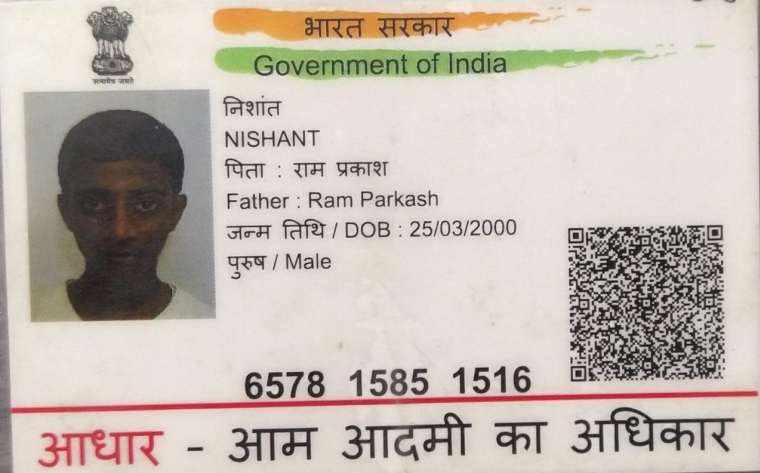 भारत सरकार
Government of India
सत्यमेव जयते
निशांत
NISHANT
पिता : राम प्रकाश
Father : Ram Parkash
जन्म तिथि / DOB : 25/03/2000
पुरुष / Male
6578 1585 1516
आधार - आम आदमी का अधिकार